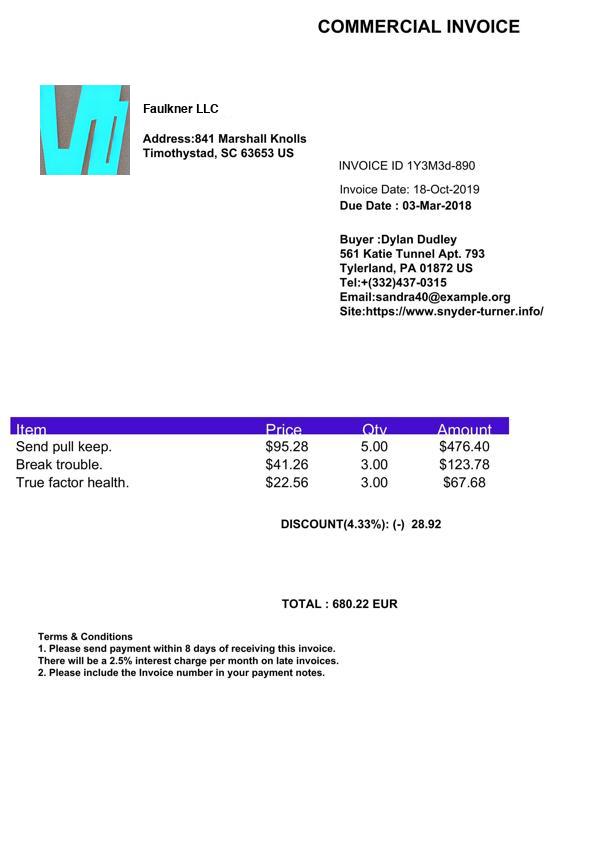 COMMERCIAL INVOICE
Faulkner LLC
Address:841 Marshall Knolls
Timothystad, SC 63653 US
INVOICE ID 1Y3M3d-890
Invoice Date: 18-Oct-2019
Due Date : 03-Mar-2018
Buyer :Dylan Dudley
561 Katie Tunnel Apt. 793
Tylerland, PA 01872 US
Tel:+(332)437-0315
Email:sandra40@example.org
Site:https://www.snyder-turner.info/
Item Price Qty Amount
Send pull keep. $95.28 5.00 $476.40
Break trouble. $41.26 3.00 $123.78
True factor health. $22.56 3.00 $67.68
DISCOUNT(4.33%): (-) 28.92
TOTAL : 680.22 EUR
Terms & Conditions
1. Please send payment within 8 days of receiving this invoice.
There will be a 2.5% interest charge per month on late invoices.
2. Please include the Invoice number in your payment notes.